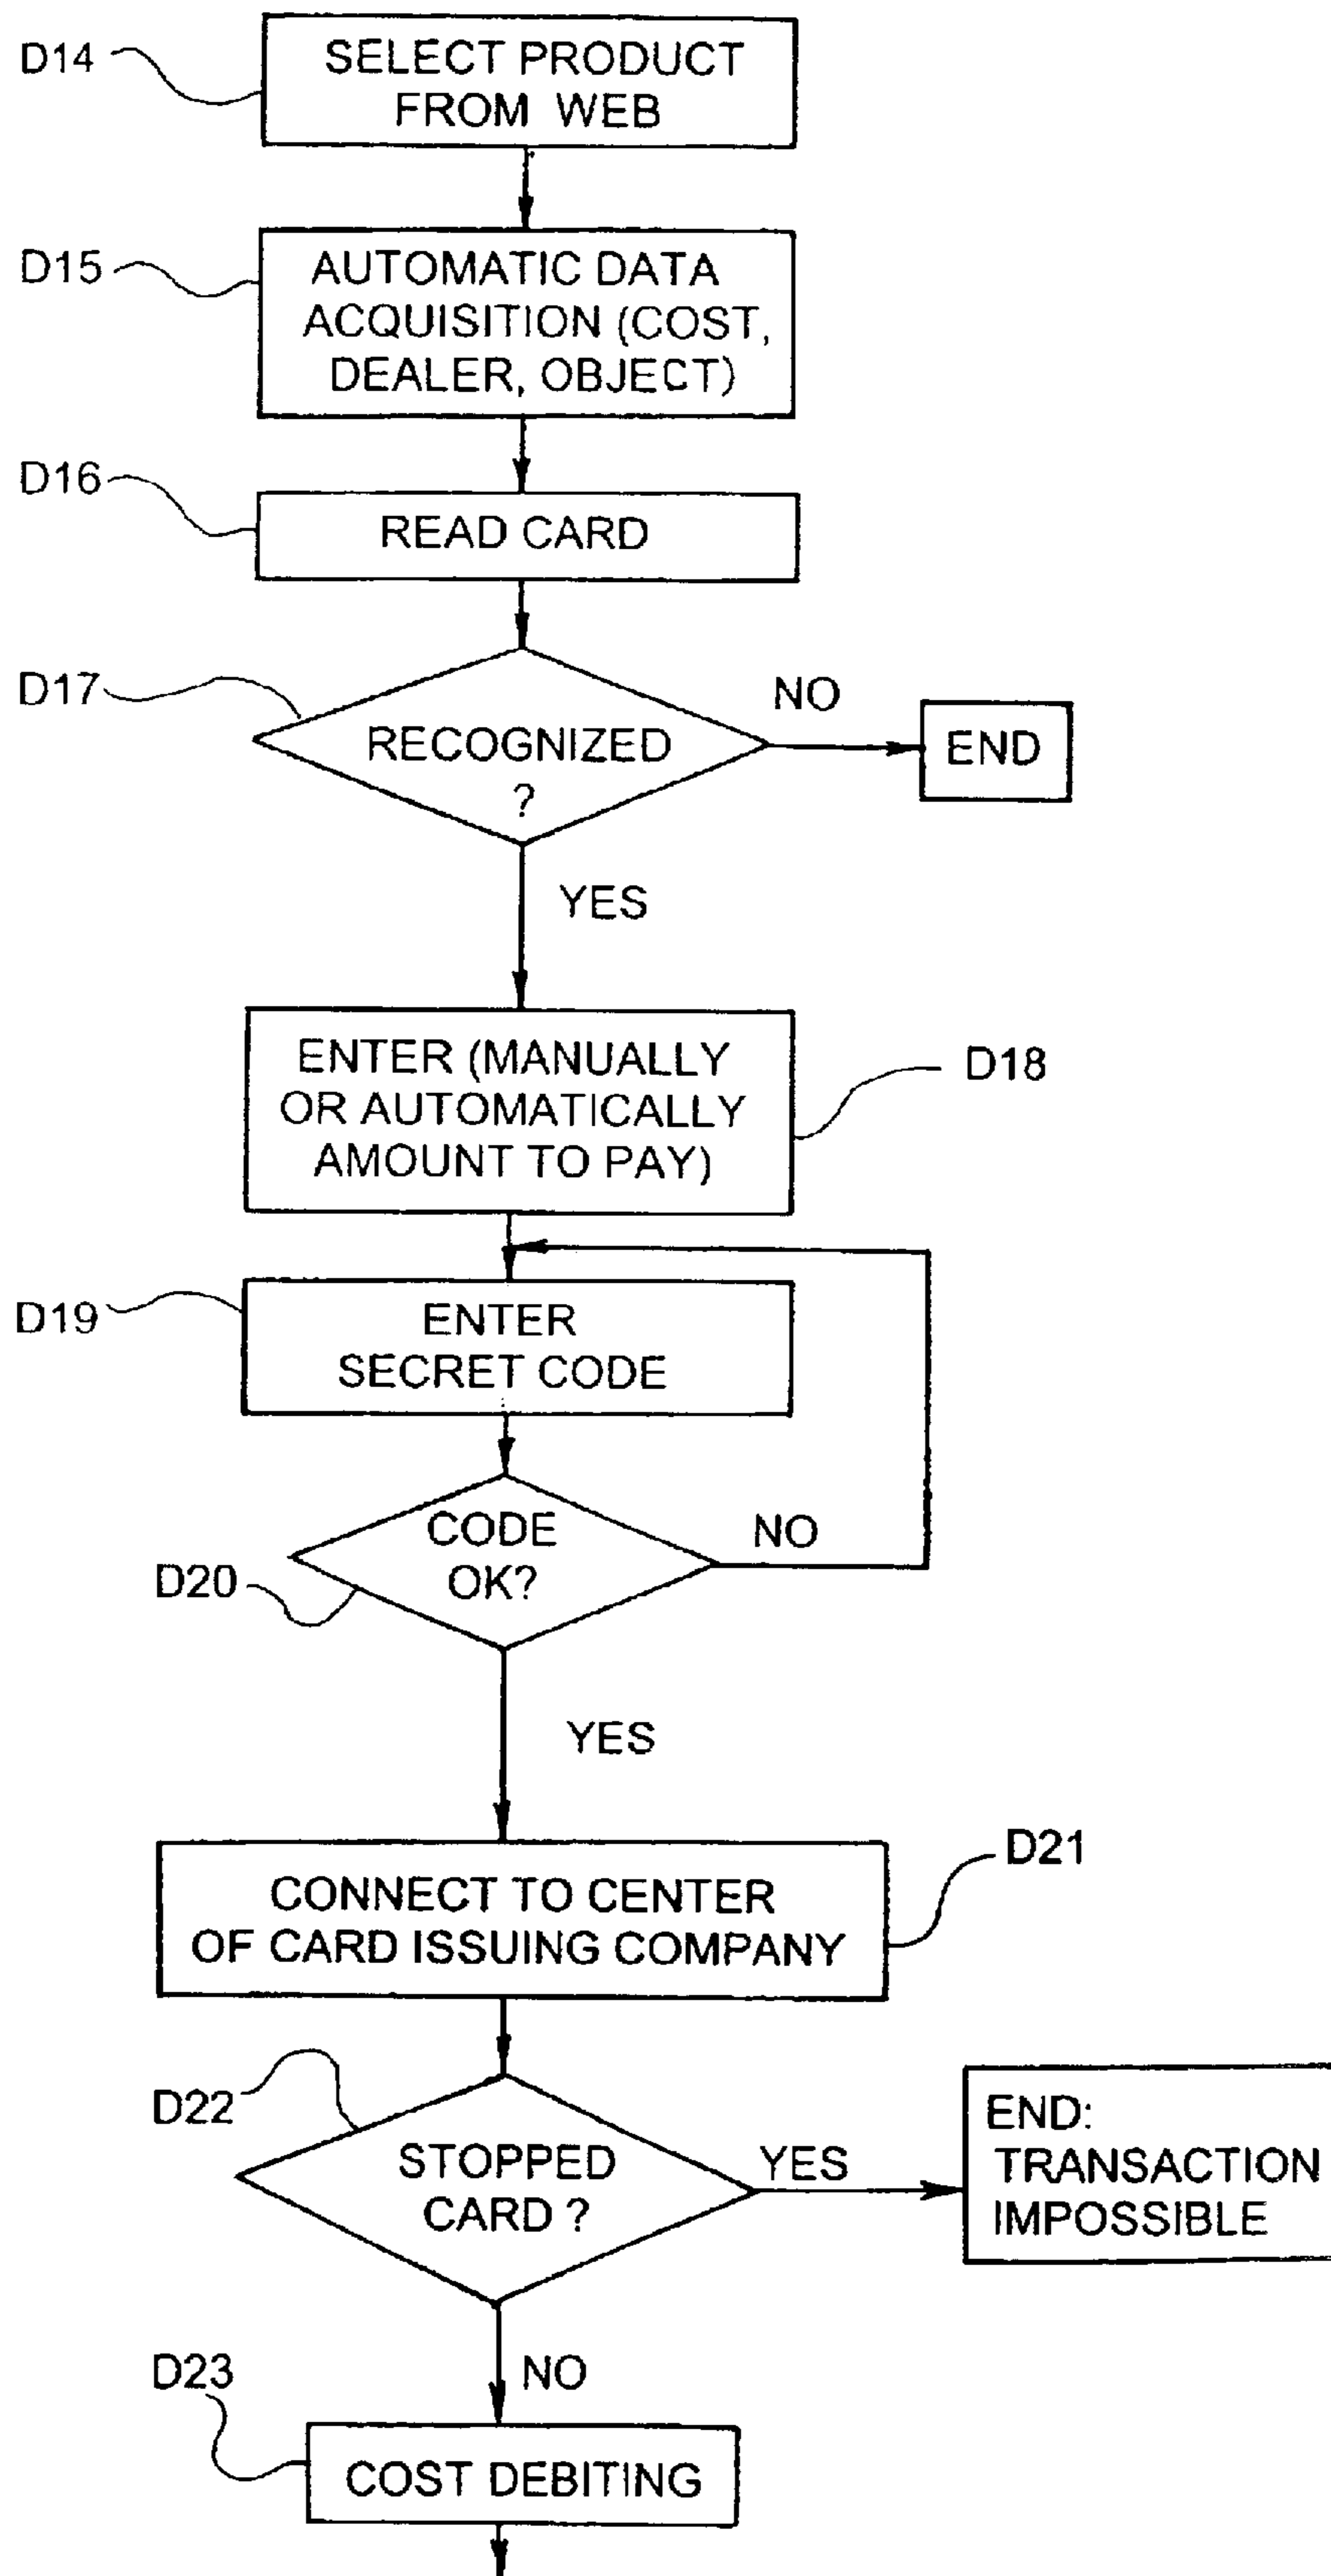 D14
SELECT PRODUCT
FROM WEB
D15
AUTOMATIC DATA
ACQUISITION (COST,
DEALER, OBJECT)
D16
READ CARD
D17
RECOGNIZED
?
NO
END
YES
ENTER (MANUALLY
OR AUTOMATICALLY
AMOUNT TO PAY)
D18
D19
ENTER
SECRET CODE
CODE
OK?
NO
D20
YES
D21
CONNECT TO CENTER
OF CARD ISSUING COMPANY
D22
STOPPED
CARD ?
YES
END:
TRANSACTION
IMPOSSIBLE
NO
D23
COST DEBITING